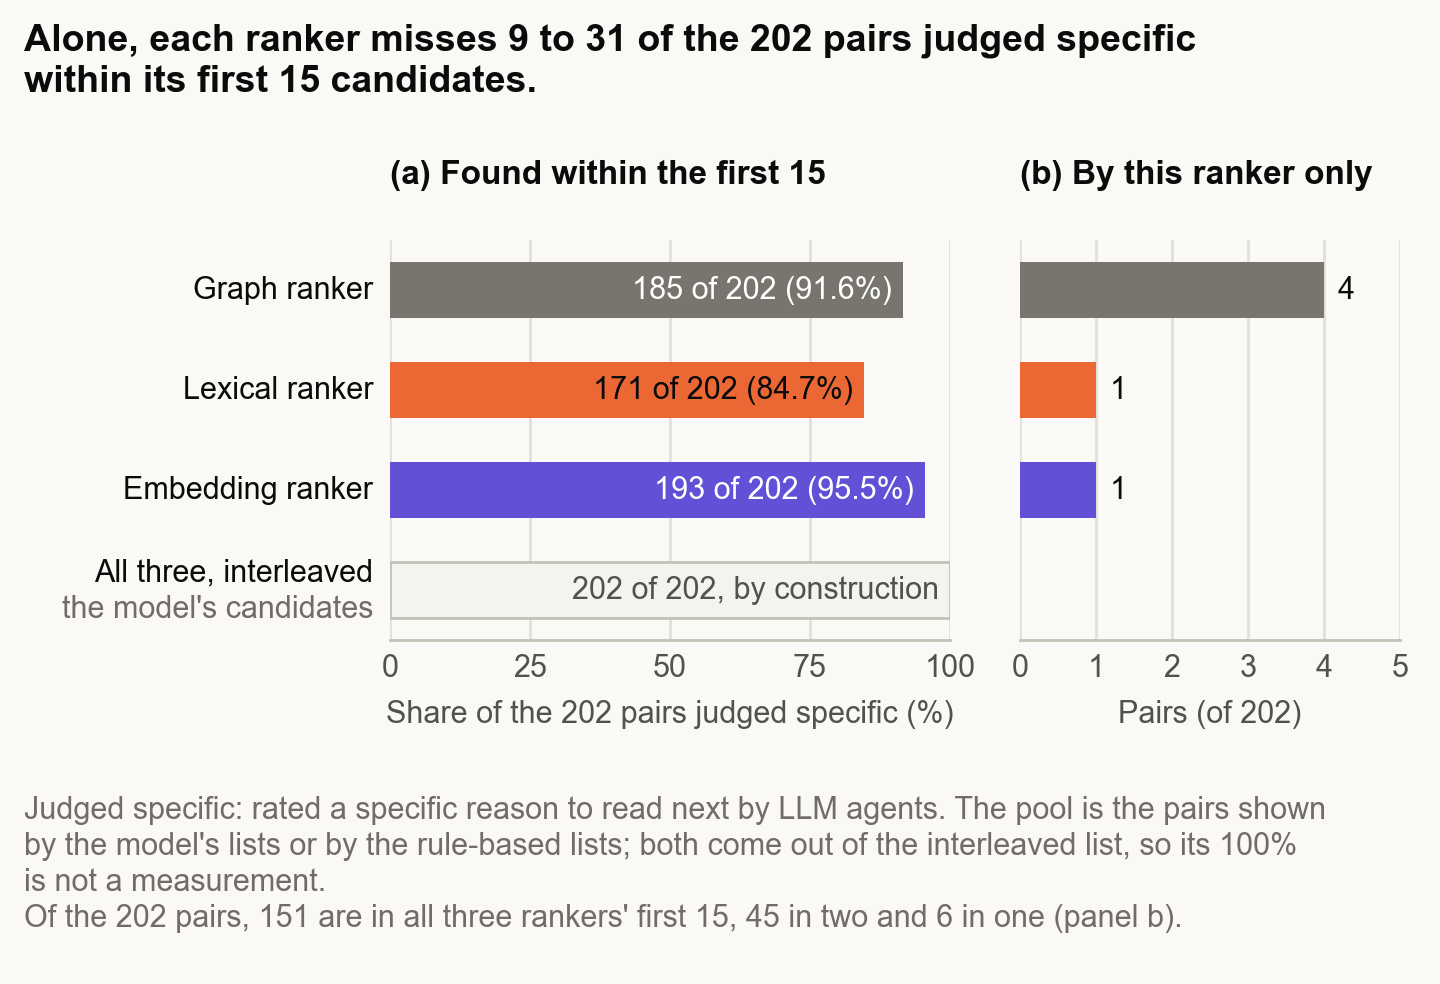 Alone, each ranker misses 9 to 31 of the 202 pairs judged specific
within its first 15 candidates.
(a) Found within the first 15
(b) By this ranker only
Graph ranker
185 of 202 (91.6%)
4
Lexical ranker
171 of 202 (84.7%)
1
Embedding ranker
193 of 202 (95.5%)
1
All three, interleaved
the model's candidates
202 of 202, by construction
0 25 50 75 100
0 1 2 3 4 5
Share of the 202 pairs judged specific (%)
Pairs (of 202)
Judged specific: rated a specific reason to read next by LLM agents. The pool is the pairs shown
by the model's lists or by the rule-based lists; both come out of the interleaved list, so its 100%
is not a measurement.
Of the 202 pairs, 151 are in all three rankers' first 15, 45 in two and 6 in one (panel b).